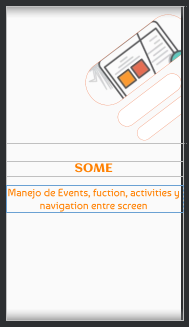 SOME
Manejo de Events, fuction, activities y
navigation entre screen